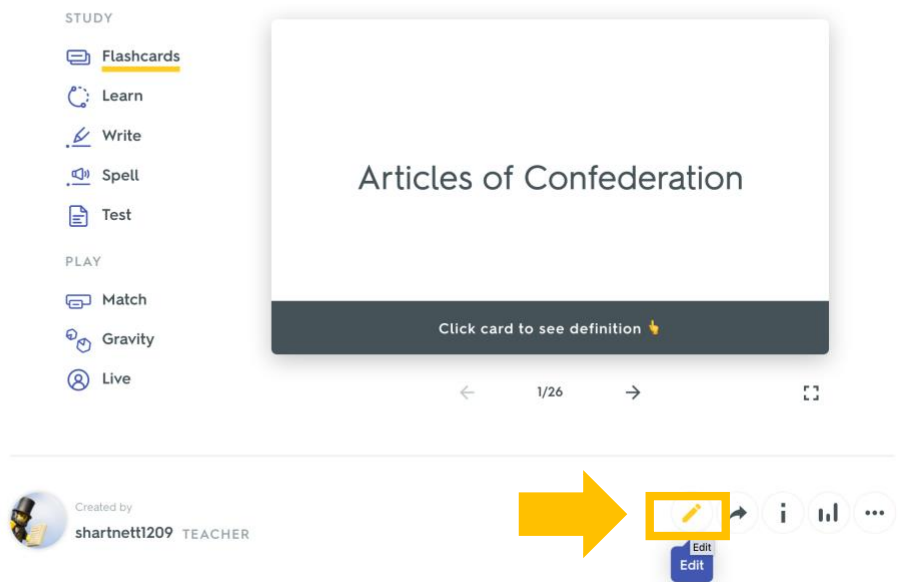 STUDY
Flashcards
Learn
Write
Spell
Test
PLAY
Match
Gravity
Live
Articles of Confederation
Click card to see definition 👆
1/26
Created by
shartnett1209 TEACHER
Edit
Edit